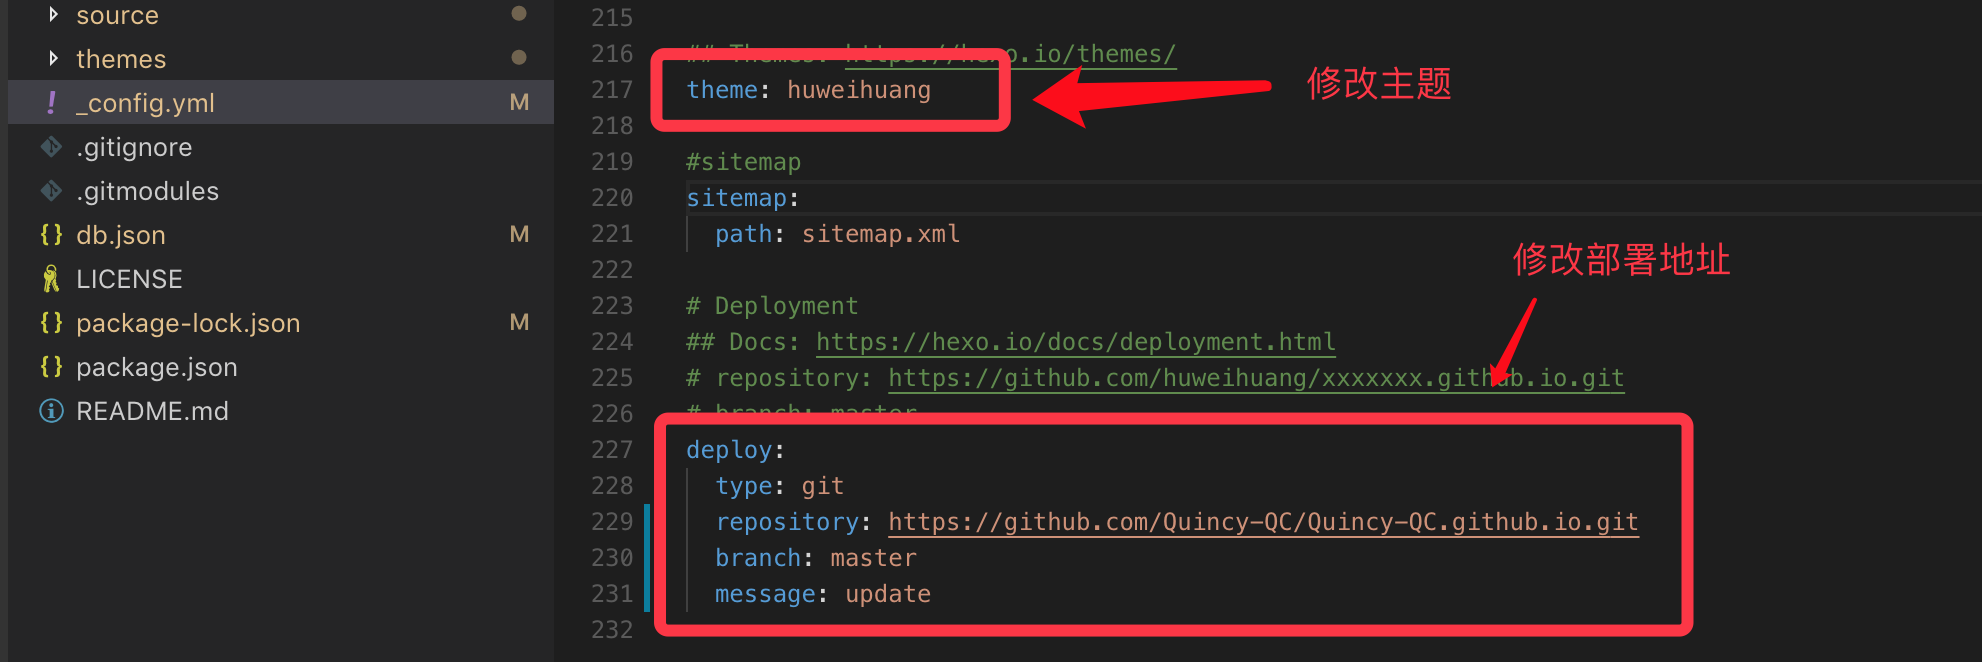 source
themes
_config.yml M
.gitignore
.gitmodules
db.json M
LICENSE
package-lock.json M
package.json
README.md
215
216 ## Themes: https://hexo.io/themes/
217 theme: huweihuang
修改主题
218
219 #sitemap
220 sitemap:
221 path: sitemap.xml
222
修改部署地址
223 # Deployment
224 ## Docs: https://hexo.io/docs/deployment.html
225 # repository: https://github.com/huweihuang/xxxxxxx.github.io.git
226 # branch: master
227 deploy:
228 type: git
229 repository: https://github.com/Quincy-QC/Quincy-QC.github.io.git
230 branch: master
231 message: update
232